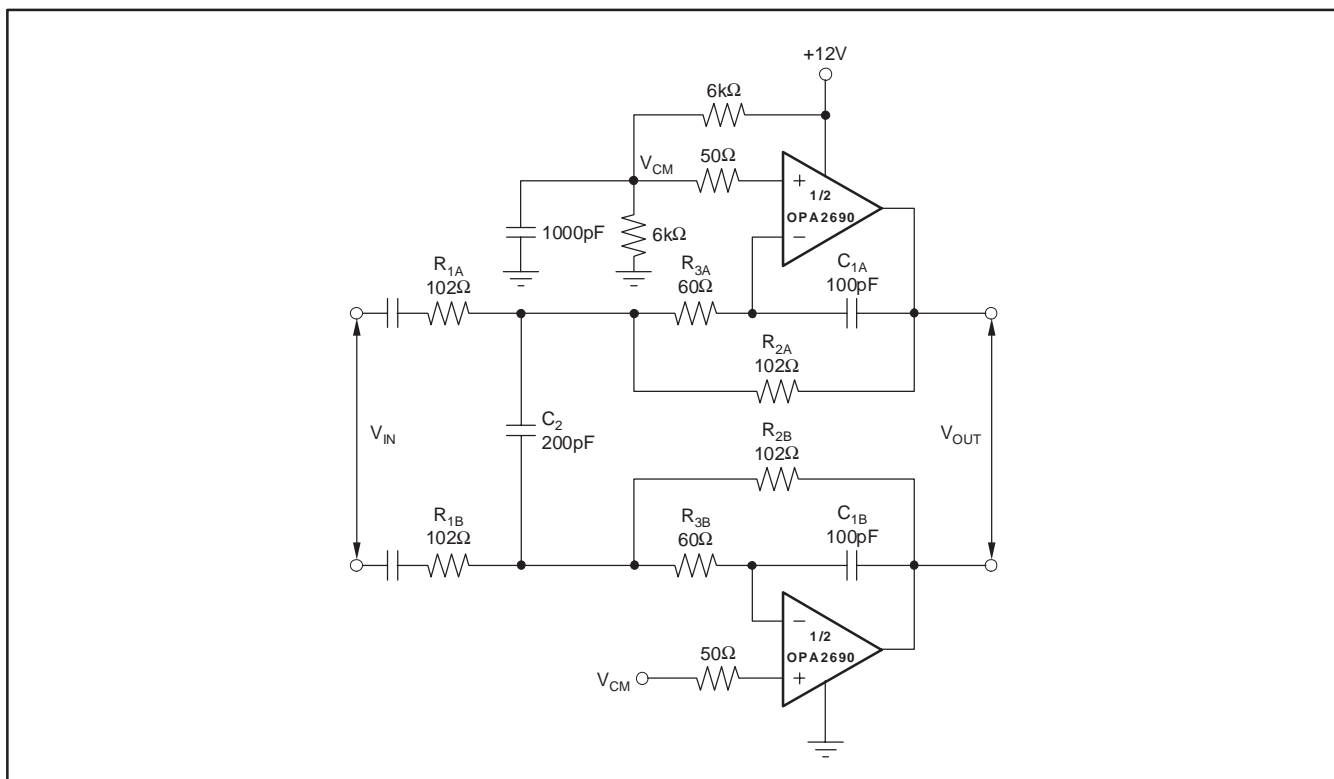 +12V
6kΩ
50Ω
V_CM
+
1/2
OPA2690
−
1000pF
6kΩ
R_1A
102Ω
R_3A
60Ω
C_1A
100pF
R_2A
102Ω
C_2
200pF
V_IN
V_OUT
R_2B
102Ω
R_1B
102Ω
R_3B
60Ω
C_1B
100pF
−
1/2
OPA2690
+
50Ω
V_CM